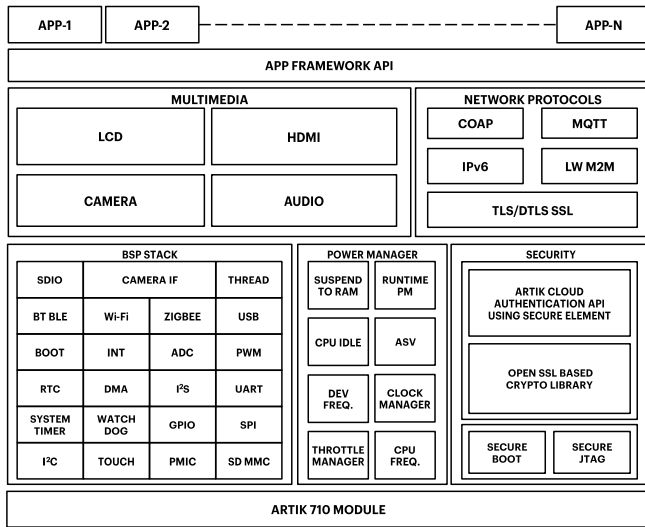 APP-1 APP-2 APP-N
APP FRAMEWORK API
MULTIMEDIA
LCD HDMI
CAMERA AUDIO
NETWORK PROTOCOLS
COAP MQTT
IPv6 LW M2M
TLS/DTLS SSL
BSP STACK
SDIO CAMERA IF THREAD
BT BLE Wi-Fi ZIGBEE USB
BOOT INT ADC PWM
RTC DMA I²S UART
SYSTEM
TIMER
WATCH
DOG
GPIO SPI
I²C TOUCH PMIC SD MMC
POWER MANAGER
SUSPEND
TO RAM
RUNTIME
PM
CPU IDLE ASV
DEV
FREQ.
CLOCK
MANAGER
THROTTLE
MANAGER
CPU
FREQ.
SECURITY
ARTIK CLOUD
AUTHENTICATION API
USING SECURE ELEMENT
OPEN SSL BASED
CRYPTO LIBRARY
SECURE
BOOT
SECURE
JTAG
ARTIK 710 MODULE